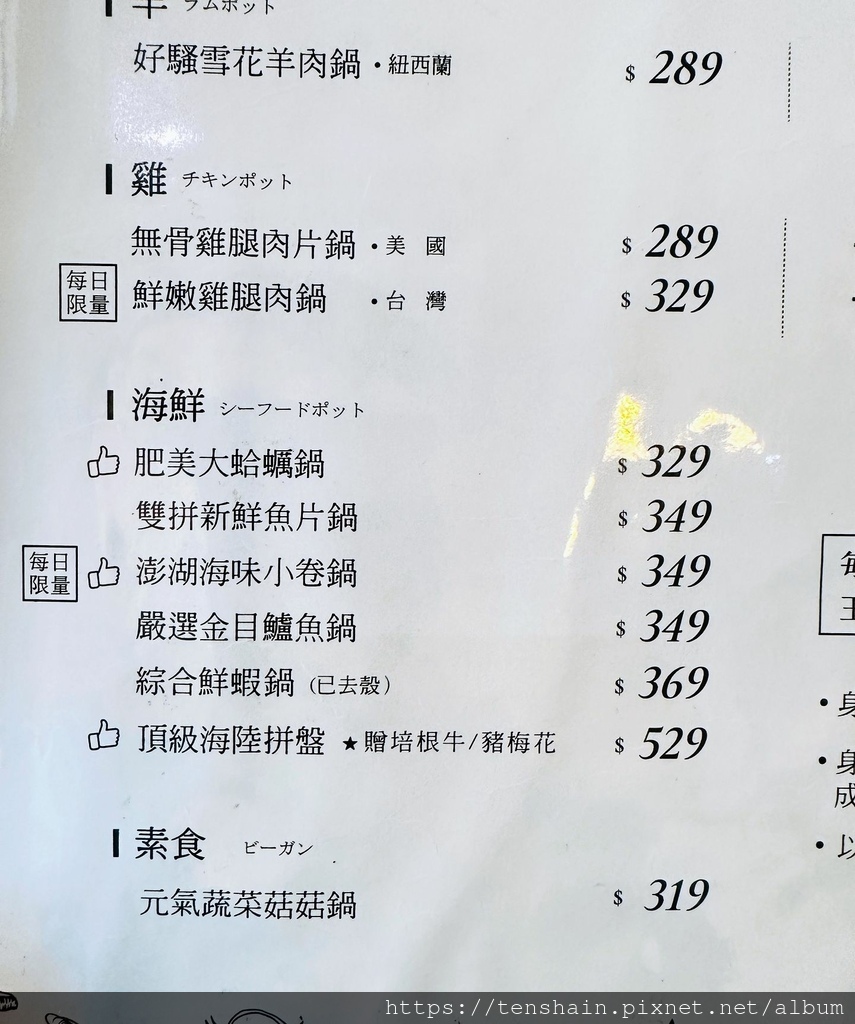 羊 ラムポット
好騷雪花羊肉鍋・紐西蘭 $ 289
雞 チキンポット
無骨雞腿肉片鍋・美 國 $ 289
每日限量 鮮嫩雞腿肉鍋 ・台 灣 $ 329
海鮮 シーフードポット
肥美大蛤蠣鍋 $ 329
雙拼新鮮魚片鍋 $ 349
每日限量 澎湖海味小卷鍋 $ 349
嚴選金目鱸魚鍋 $ 349
綜合鮮蝦鍋 (已去殼) $ 369
頂級海陸拼盤 ★贈培根牛/豬梅花 $ 529
素食 ビーガン
元氣蔬菜菇菇鍋 $ 319
・身
・身
成
・以
https://tenshain.pixnet.net/album